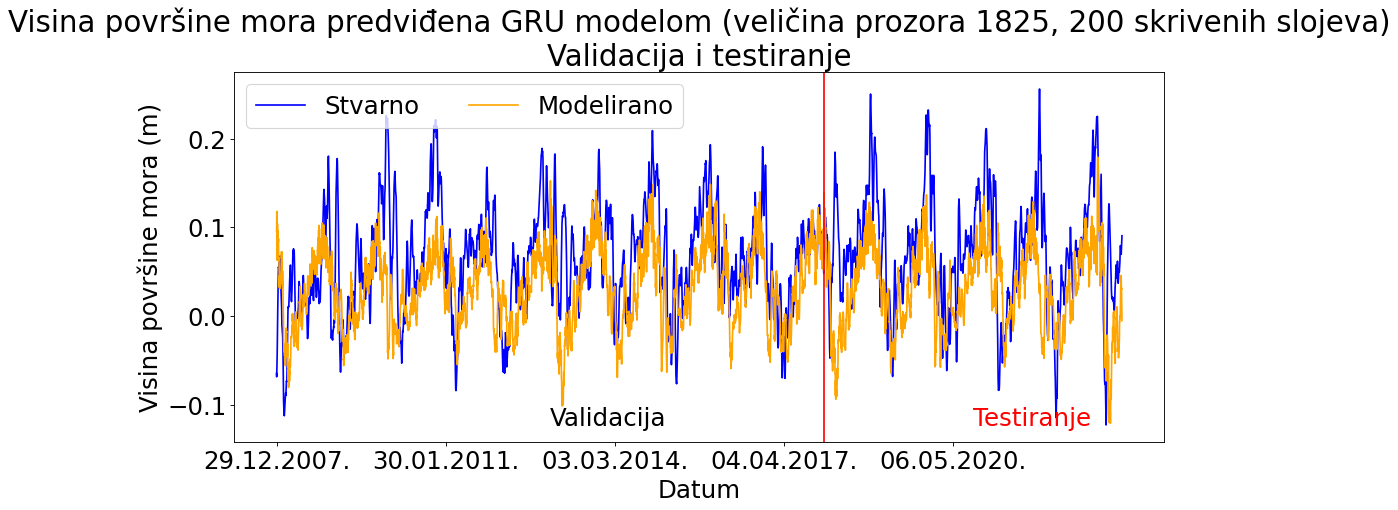 Visina površine mora predviđena GRU modelom (veličina prozora 1825, 200 skrivenih slojeva)
Validacija i testiranje
Stvarno
Modelirano
Visina površine mora (m)
0.2
0.1
0.0
−0.1
Validacija
Testiranje
29.12.2007.
30.01.2011.
03.03.2014.
04.04.2017.
06.05.2020.
Datum